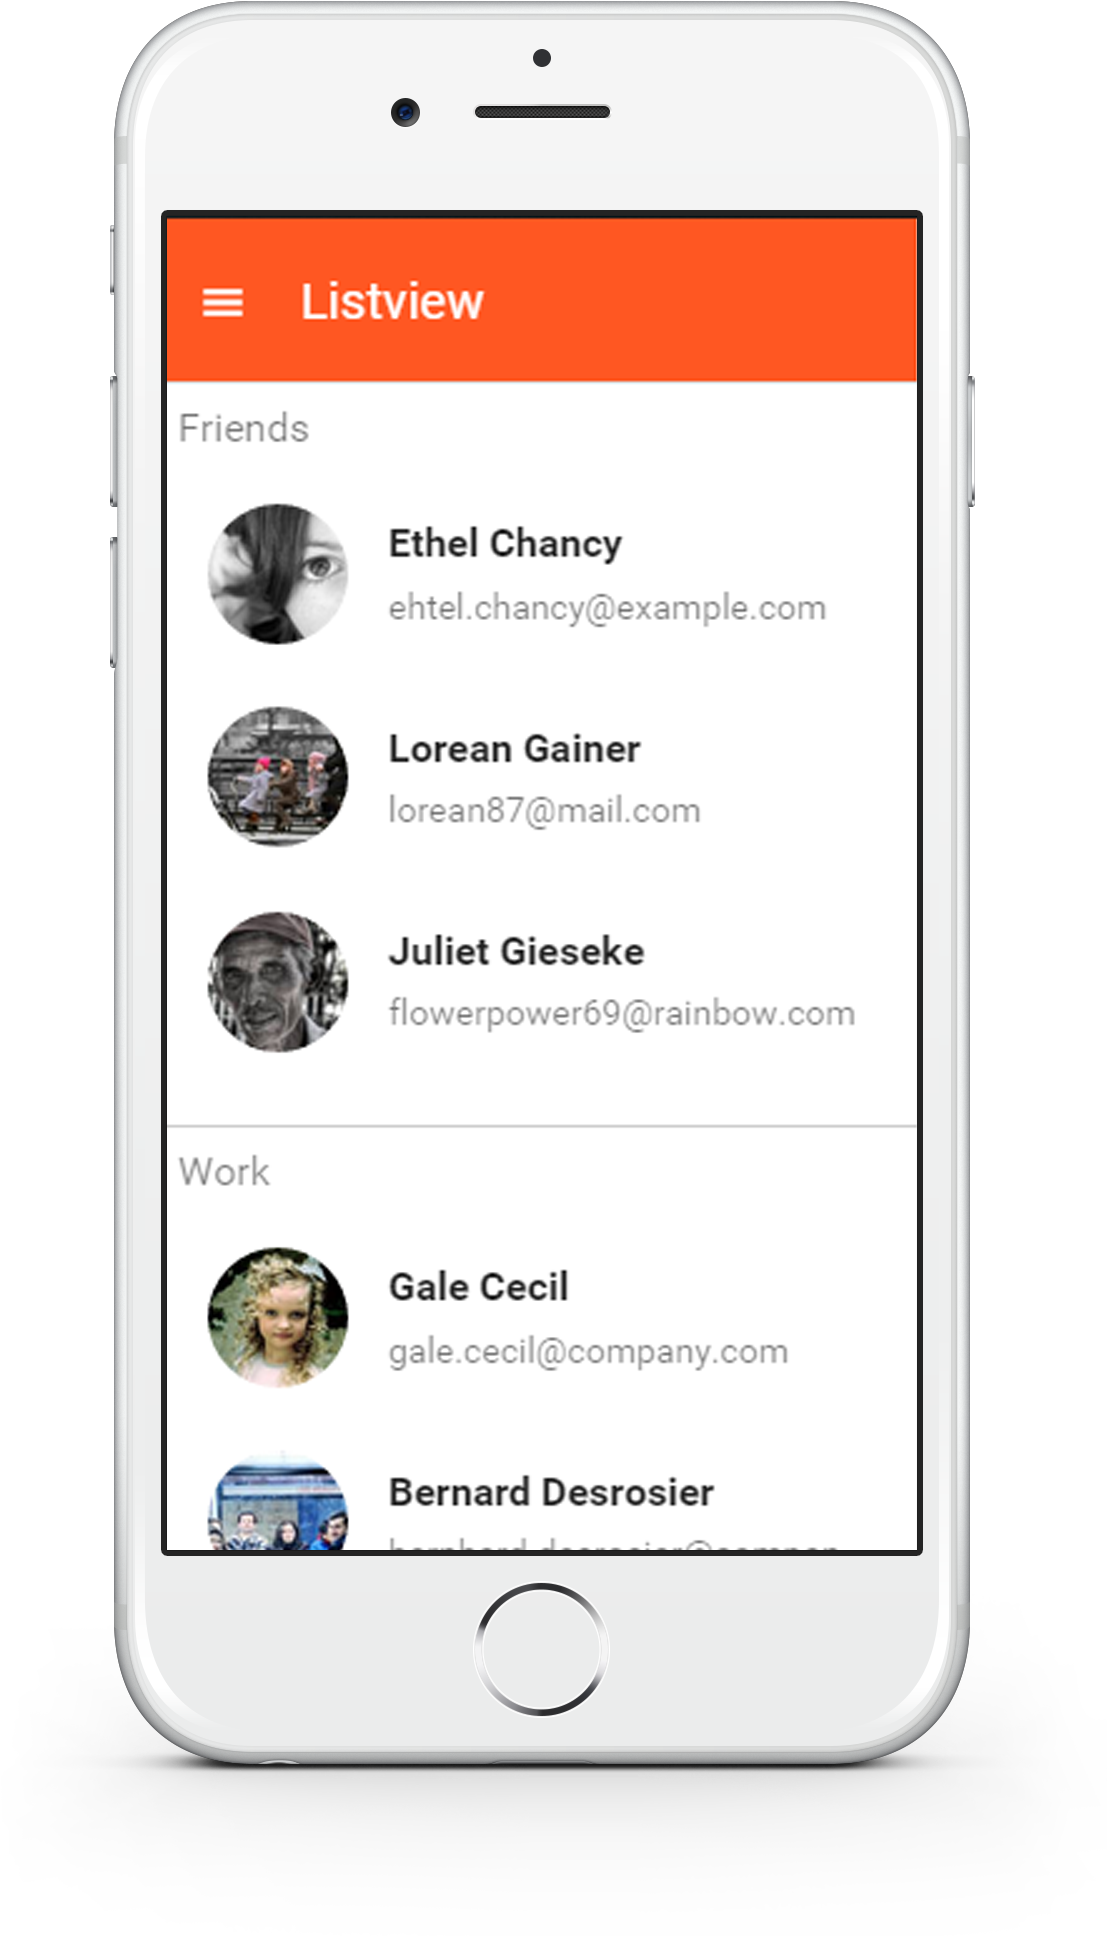 Listview
Friends
Ethel Chancy
ehtel.chancy@example.com
Lorean Gainer
lorean87@mail.com
Juliet Gieseke
flowerpower69@rainbow.com
Work
Gale Cecil
gale.cecil@company.com
Bernard Desrosier